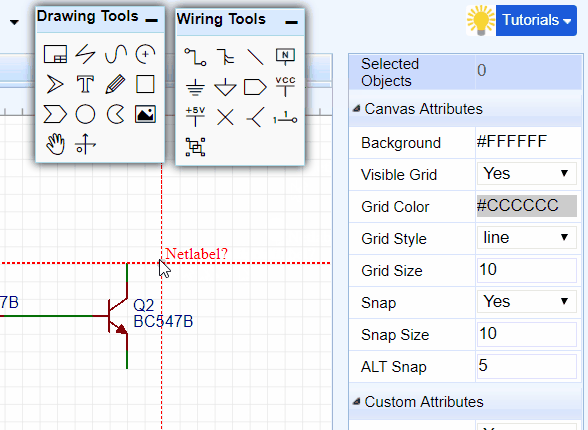 Drawing Tools
Wiring Tools
N
VCC
+5V
1
1
T
Netlabel?
Q2
BC547B
7B
Tutorials
Selected Objects
0
Canvas Attributes
Background
#FFFFFF
Visible Grid
Yes
Grid Color
#CCCCCC
Grid Style
line
Grid Size
10
Snap
Yes
Snap Size
10
ALT Snap
5
Custom Attributes